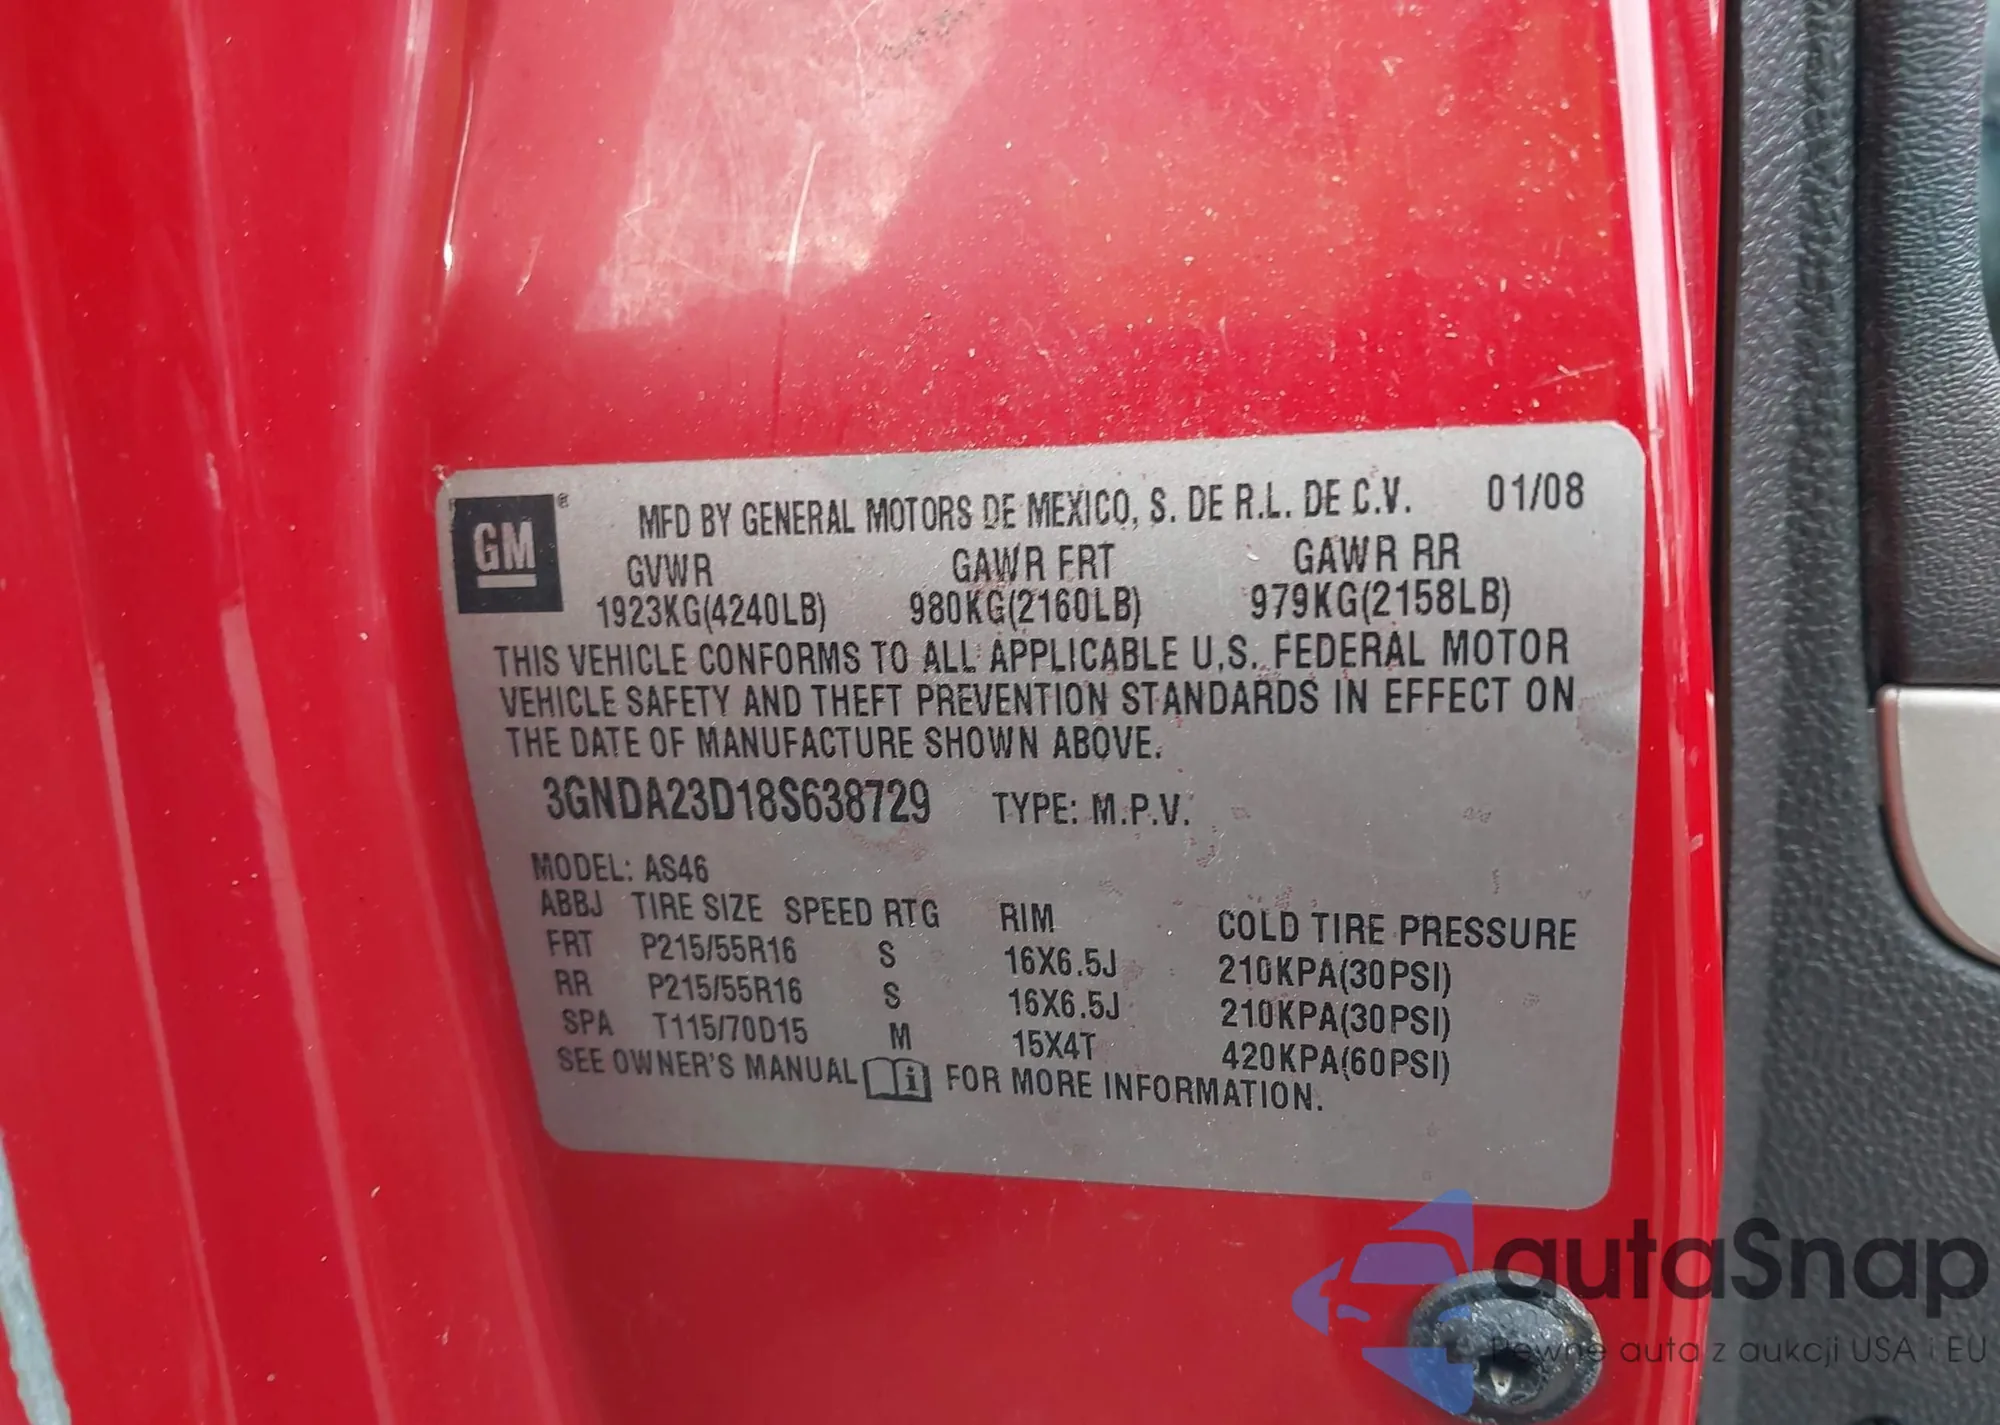 GM ®
MFD BY GENERAL MOTORS DE MEXICO, S. DE R.L. DE C.V. 01/08
GVWR GAWR FRT GAWR RR
1923KG(4240LB) 980KG(2160LB) 979KG(2158LB)
THIS VEHICLE CONFORMS TO ALL APPLICABLE U.S. FEDERAL MOTOR
VEHICLE SAFETY AND THEFT PREVENTION STANDARDS IN EFFECT ON
THE DATE OF MANUFACTURE SHOWN ABOVE.
3GNDA23D18S638729 TYPE: M.P.V.
MODEL: AS46
ABBJ TIRE SIZE SPEED RTG RIM COLD TIRE PRESSURE
FRT P215/55R16 S 16X6.5J 210KPA(30PSI)
RR P215/55R16 S 16X6.5J 210KPA(30PSI)
SPA T115/70D15 M 15X4T 420KPA(60PSI)
SEE OWNER'S MANUAL i FOR MORE INFORMATION.
autaSnap
Pewne auta z aukcji USA i EU